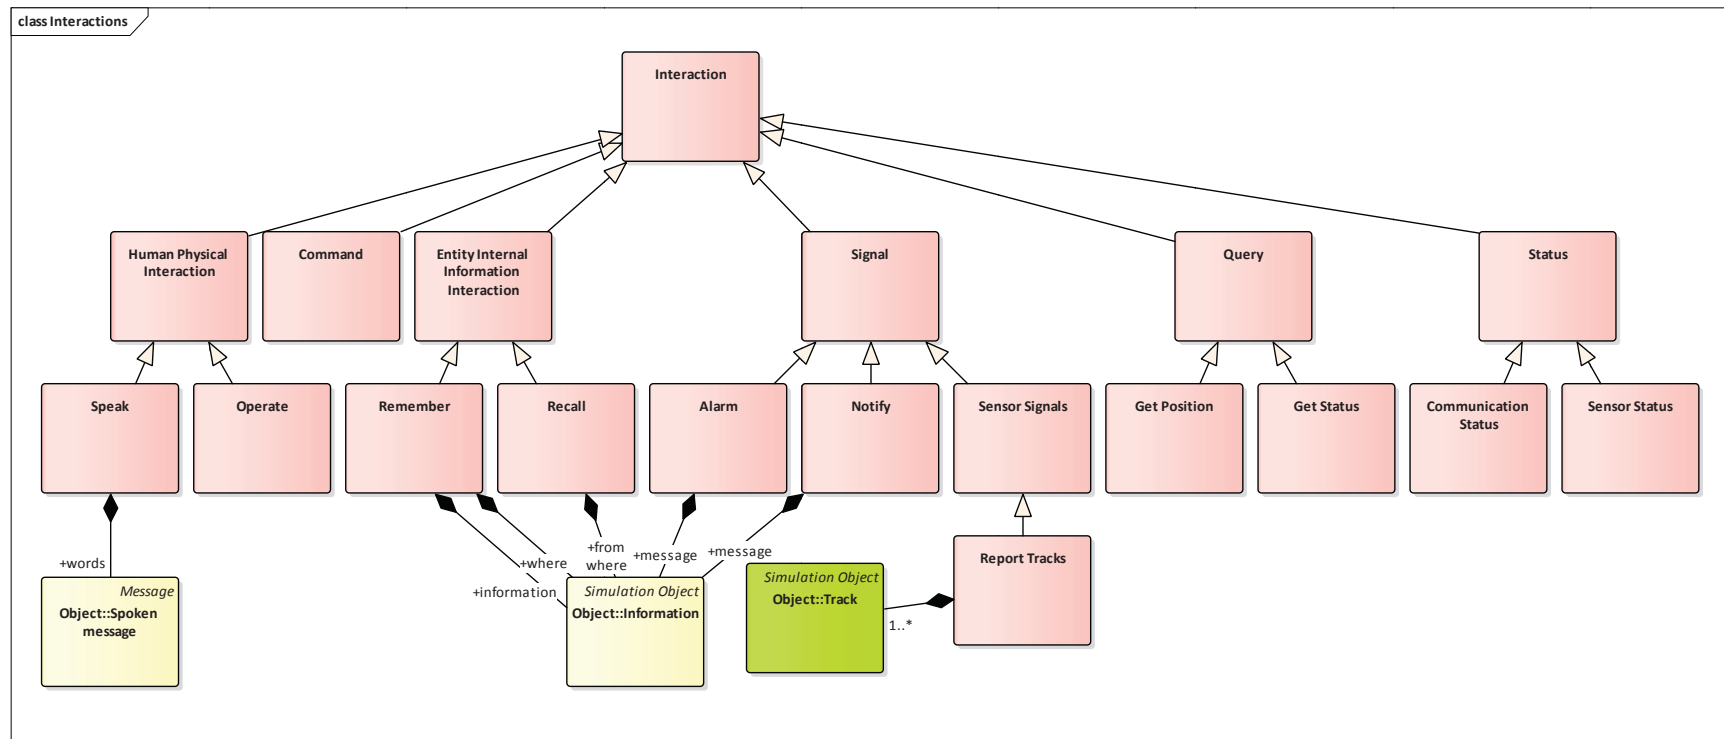 class Interactions
Interaction
Human Physical
Interaction
Command
Entity Internal
Information
Interaction
Signal
Query
Status
Speak
Operate
Remember
Recall
Alarm
Notify
Sensor Signals
Get Position
Get Status
Communication
Status
Sensor Status
+words
+information
+where
+from
where
+message
+message
Report Tracks
Message
Object::Spoken
message
Simulation Object
Object::Information
Simulation Object
Object::Track
1..*